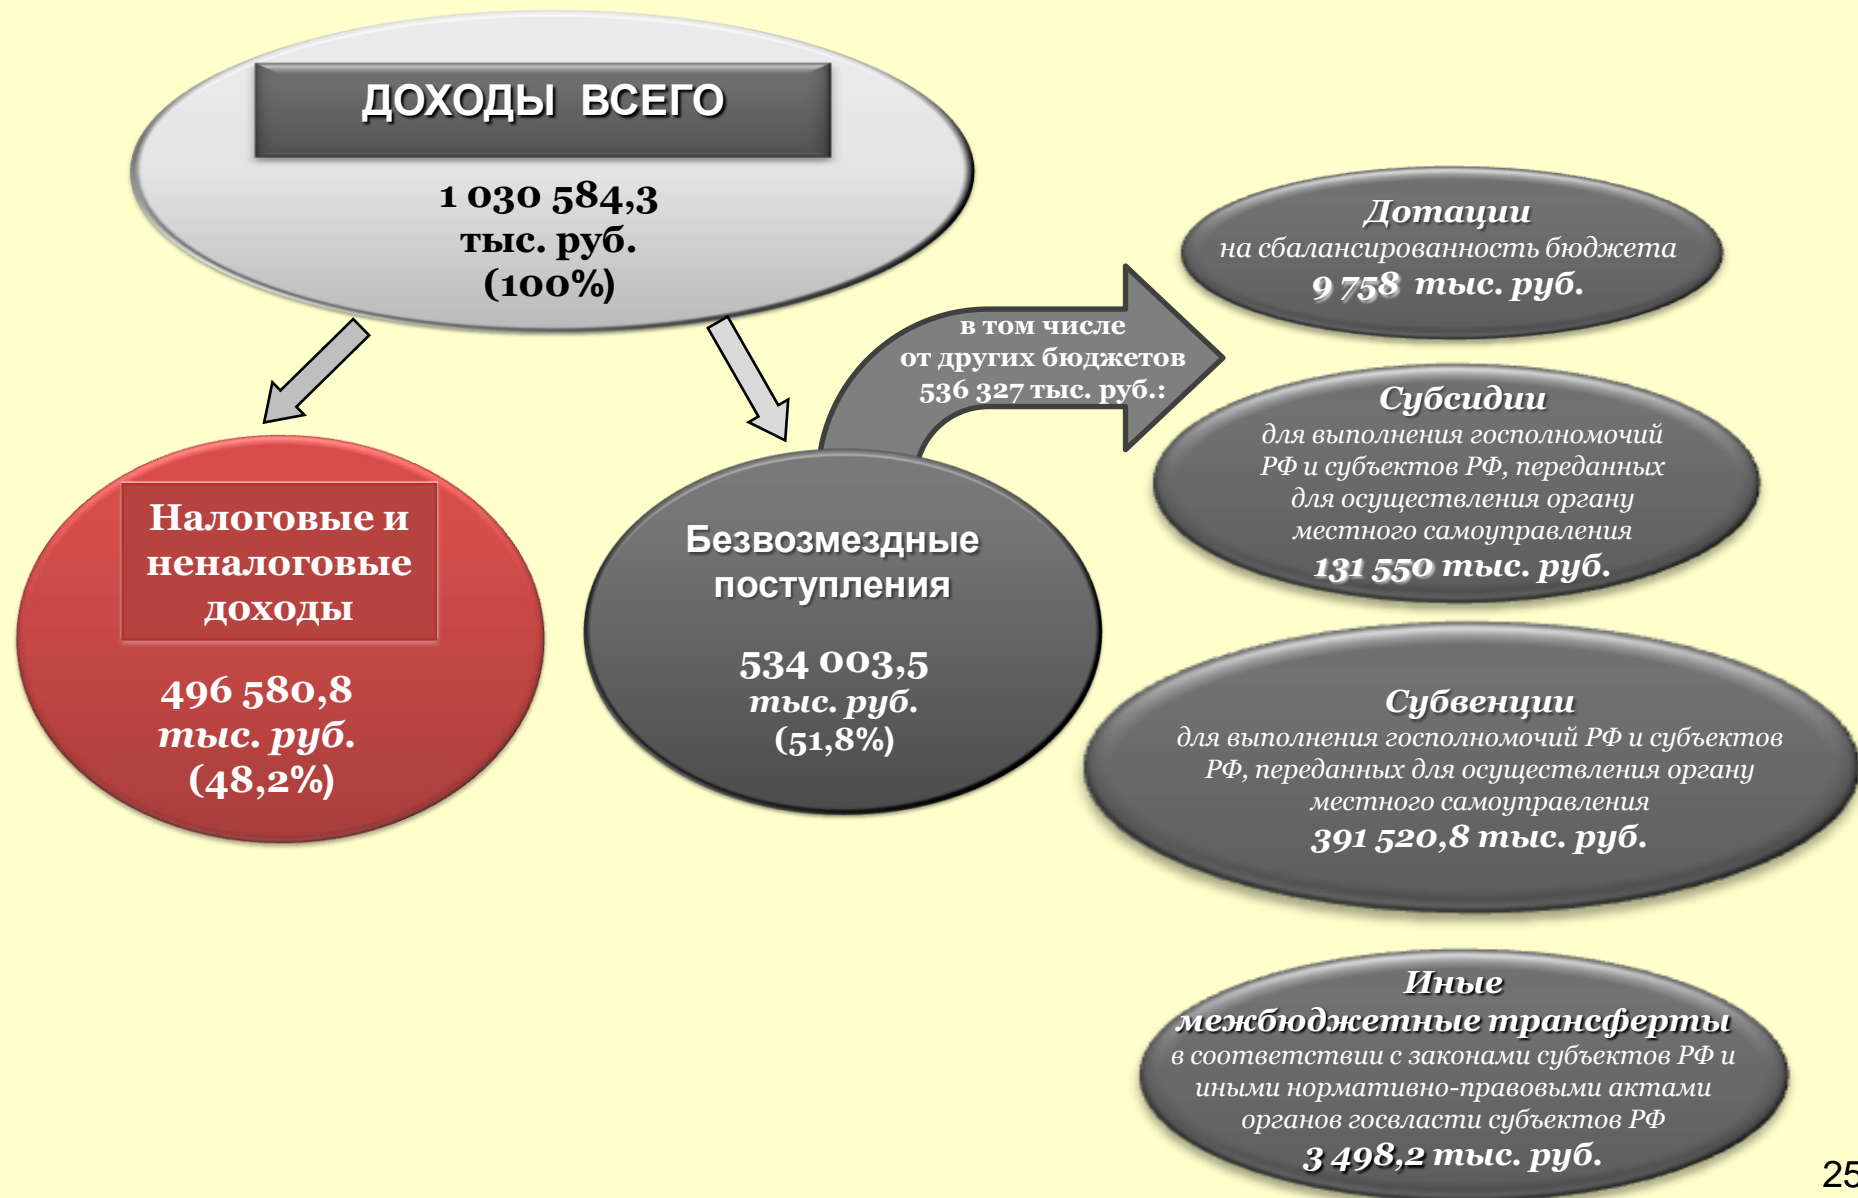 ДОХОДЫ ВСЕГО
1 030 584,3
тыс. руб.
(100%)
Налоговые и
неналоговые
доходы
496 580,8
тыс. руб.
(48,2%)
Безвозмездные
поступления
534 003,5
тыс. руб.
(51,8%)
в том числе
от других бюджетов
536 327 тыс. руб.:
Дотации
на сбалансированность бюджета
9 758 тыс. руб.
Субсидии
для выполнения госполномочий
РФ и субъектов РФ, переданных
для осуществления органу
местного самоуправления
131 550 тыс. руб.
Субвенции
для выполнения госполномочий РФ и субъектов
РФ, переданных для осуществления органу
местного самоуправления
391 520,8 тыс. руб.
Иные
межбюджетные трансферты
в соответствии с законами субъектов РФ и
иными нормативно-правовыми актами
органов госвласти субъектов РФ
3 498,2 тыс. руб.
25